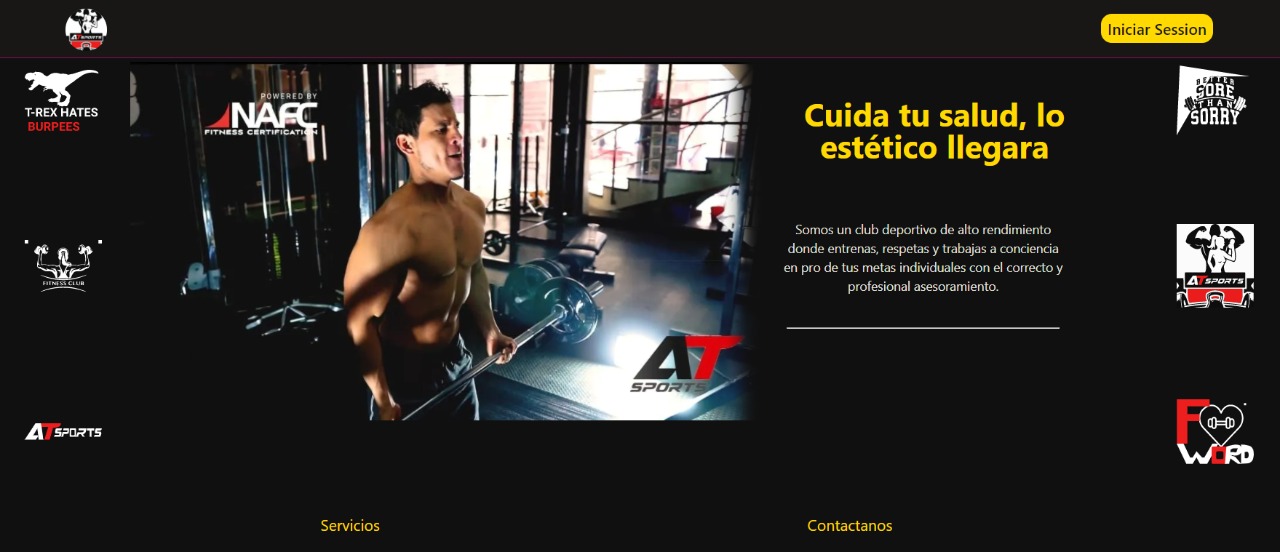 AT SPORTS
Iniciar Session
T-REX HATES
BURPEES
FITNESS CLUB
AT SPORTS
POWERED BY
NAFC
FITNESS CERTIFICATION
AT
SPORTS
Cuida tu salud, lo
estético llegara
Somos un club deportivo de alto rendimiento
donde entrenas, respetas y trabajas a conciencia
en pro de tus metas individuales con el correcto y
profesional asesoramiento.
BETTER
SORE
THAN
SORRY
AT SPORTS
F
WORD
Servicios
Contactanos